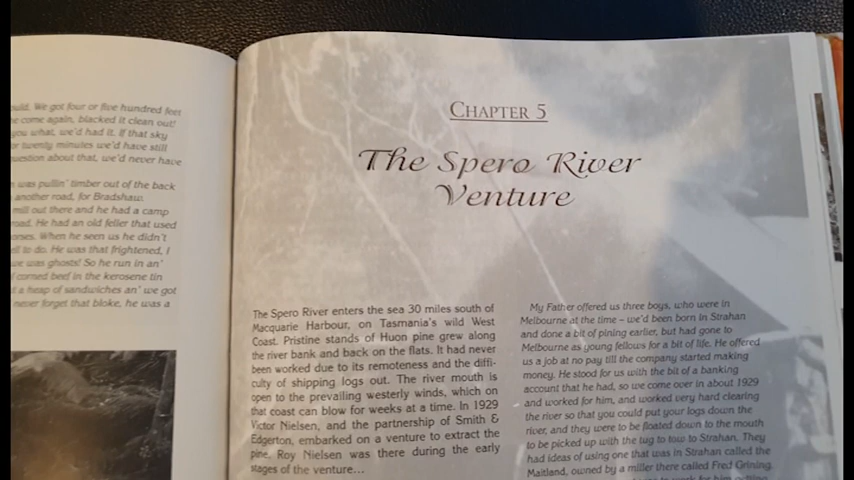 ould. We got four or five hundred feet
e come again, blacked it clean out!
you what, we'd had it. If that sky
or twenty minutes we'd have still
uestion about that, we'd never have
was pullin' timber out of the back
another road, for Bradshaw.
mill out there and he had a camp
road. He had an old feller that used
orses. When he seen us he didn't
ell to do. He was that frightened, I
we was ghosts! So he run in an'
corned beef in the kerosene tin
t a heap of sandwiches an' we got
never forget that bloke, he was a
CHAPTER 5
The Spero River
Venture
The Spero River enters the sea 30 miles south of
Macquarie Harbour, on Tasmania's wild West
Coast. Pristine stands of Huon pine grew along
the river bank and back on the flats. It had never
been worked due to its remoteness and the diffi-
culty of shipping logs out. The river mouth is
open to the prevailing westerly winds, which on
that coast can blow for weeks at a time. In 1929
Victor Nielsen, and the partnership of Smith &
Edgerton, embarked on a venture to extract the
pine. Roy Nielsen was there during the early
stages of the venture...
My Father offered us three boys, who were in
Melbourne at the time – we'd been born in Strahan
and done a bit of pining earlier, but had gone to
Melbourne as young fellows for a bit of life. He offered
us a job at no pay till the company started making
money. He stood for us with the bit of a banking
account that he had, so we come over in about 1929
and worked for him, and worked very hard clearing
the river so that you could put your logs down the
river, and they were to be floated down to the mouth
to be picked up with the tug to tow to Strahan. They
had ideas of using one that was in Strahan called the
Maitland, owned by a miller there called Fred Grining.